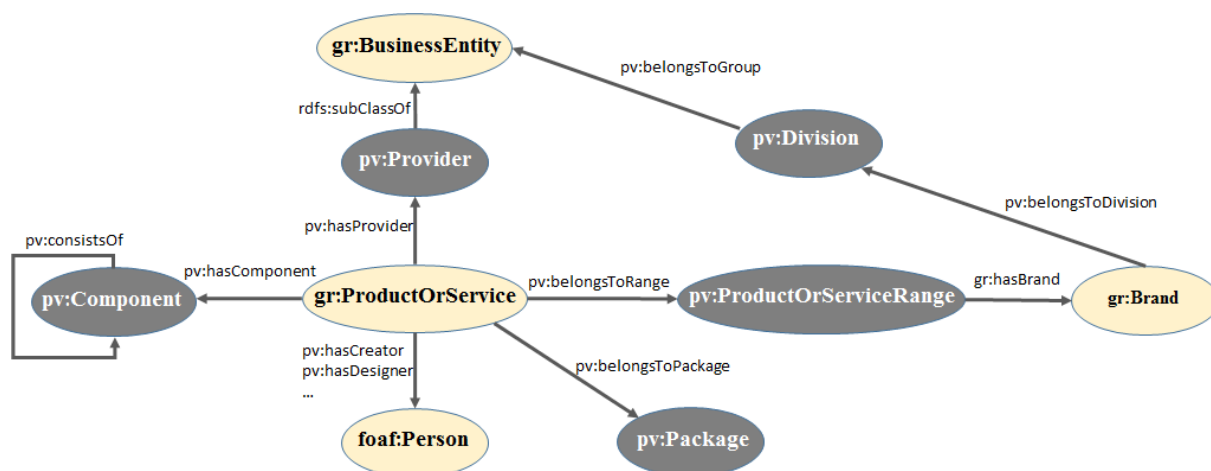 gr:BusinessEntity
pv:belongsToGroup
rdfs:subClassOf
pv:Division
pv:Provider
pv:belongsToDivision
pv:hasProvider
pv:consistsOf
pv:hasComponent
pv:Component
gr:ProductOrService
pv:belongsToRange
pv:ProductOrServiceRange
gr:hasBrand
gr:Brand
pv:hasCreator
pv:hasDesigner
...
pv:belongsToPackage
foaf:Person
pv:Package